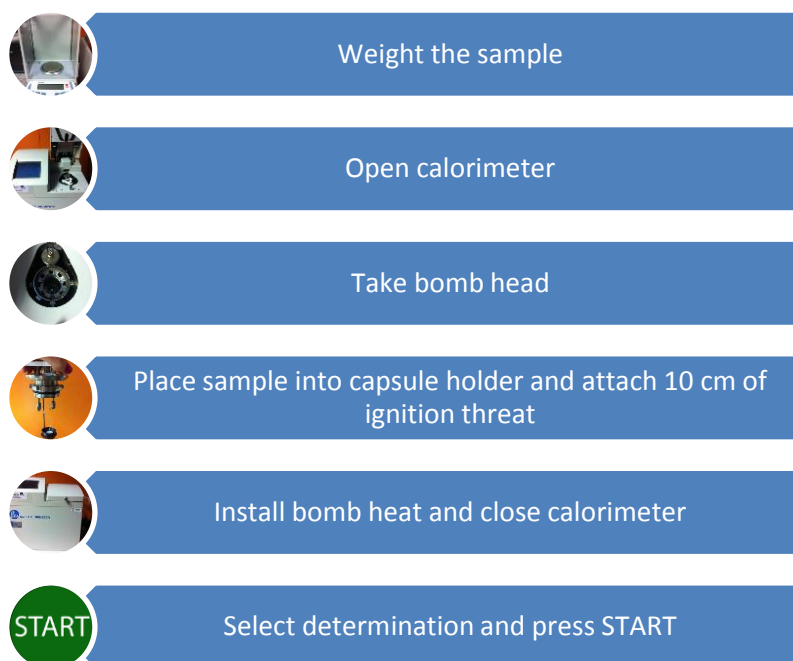 Weight the sample
Open calorimeter
Take bomb head
Place sample into capsule holder and attach 10 cm of
ignition threat
Install bomb heat and close calorimeter
START
Select determination and press START